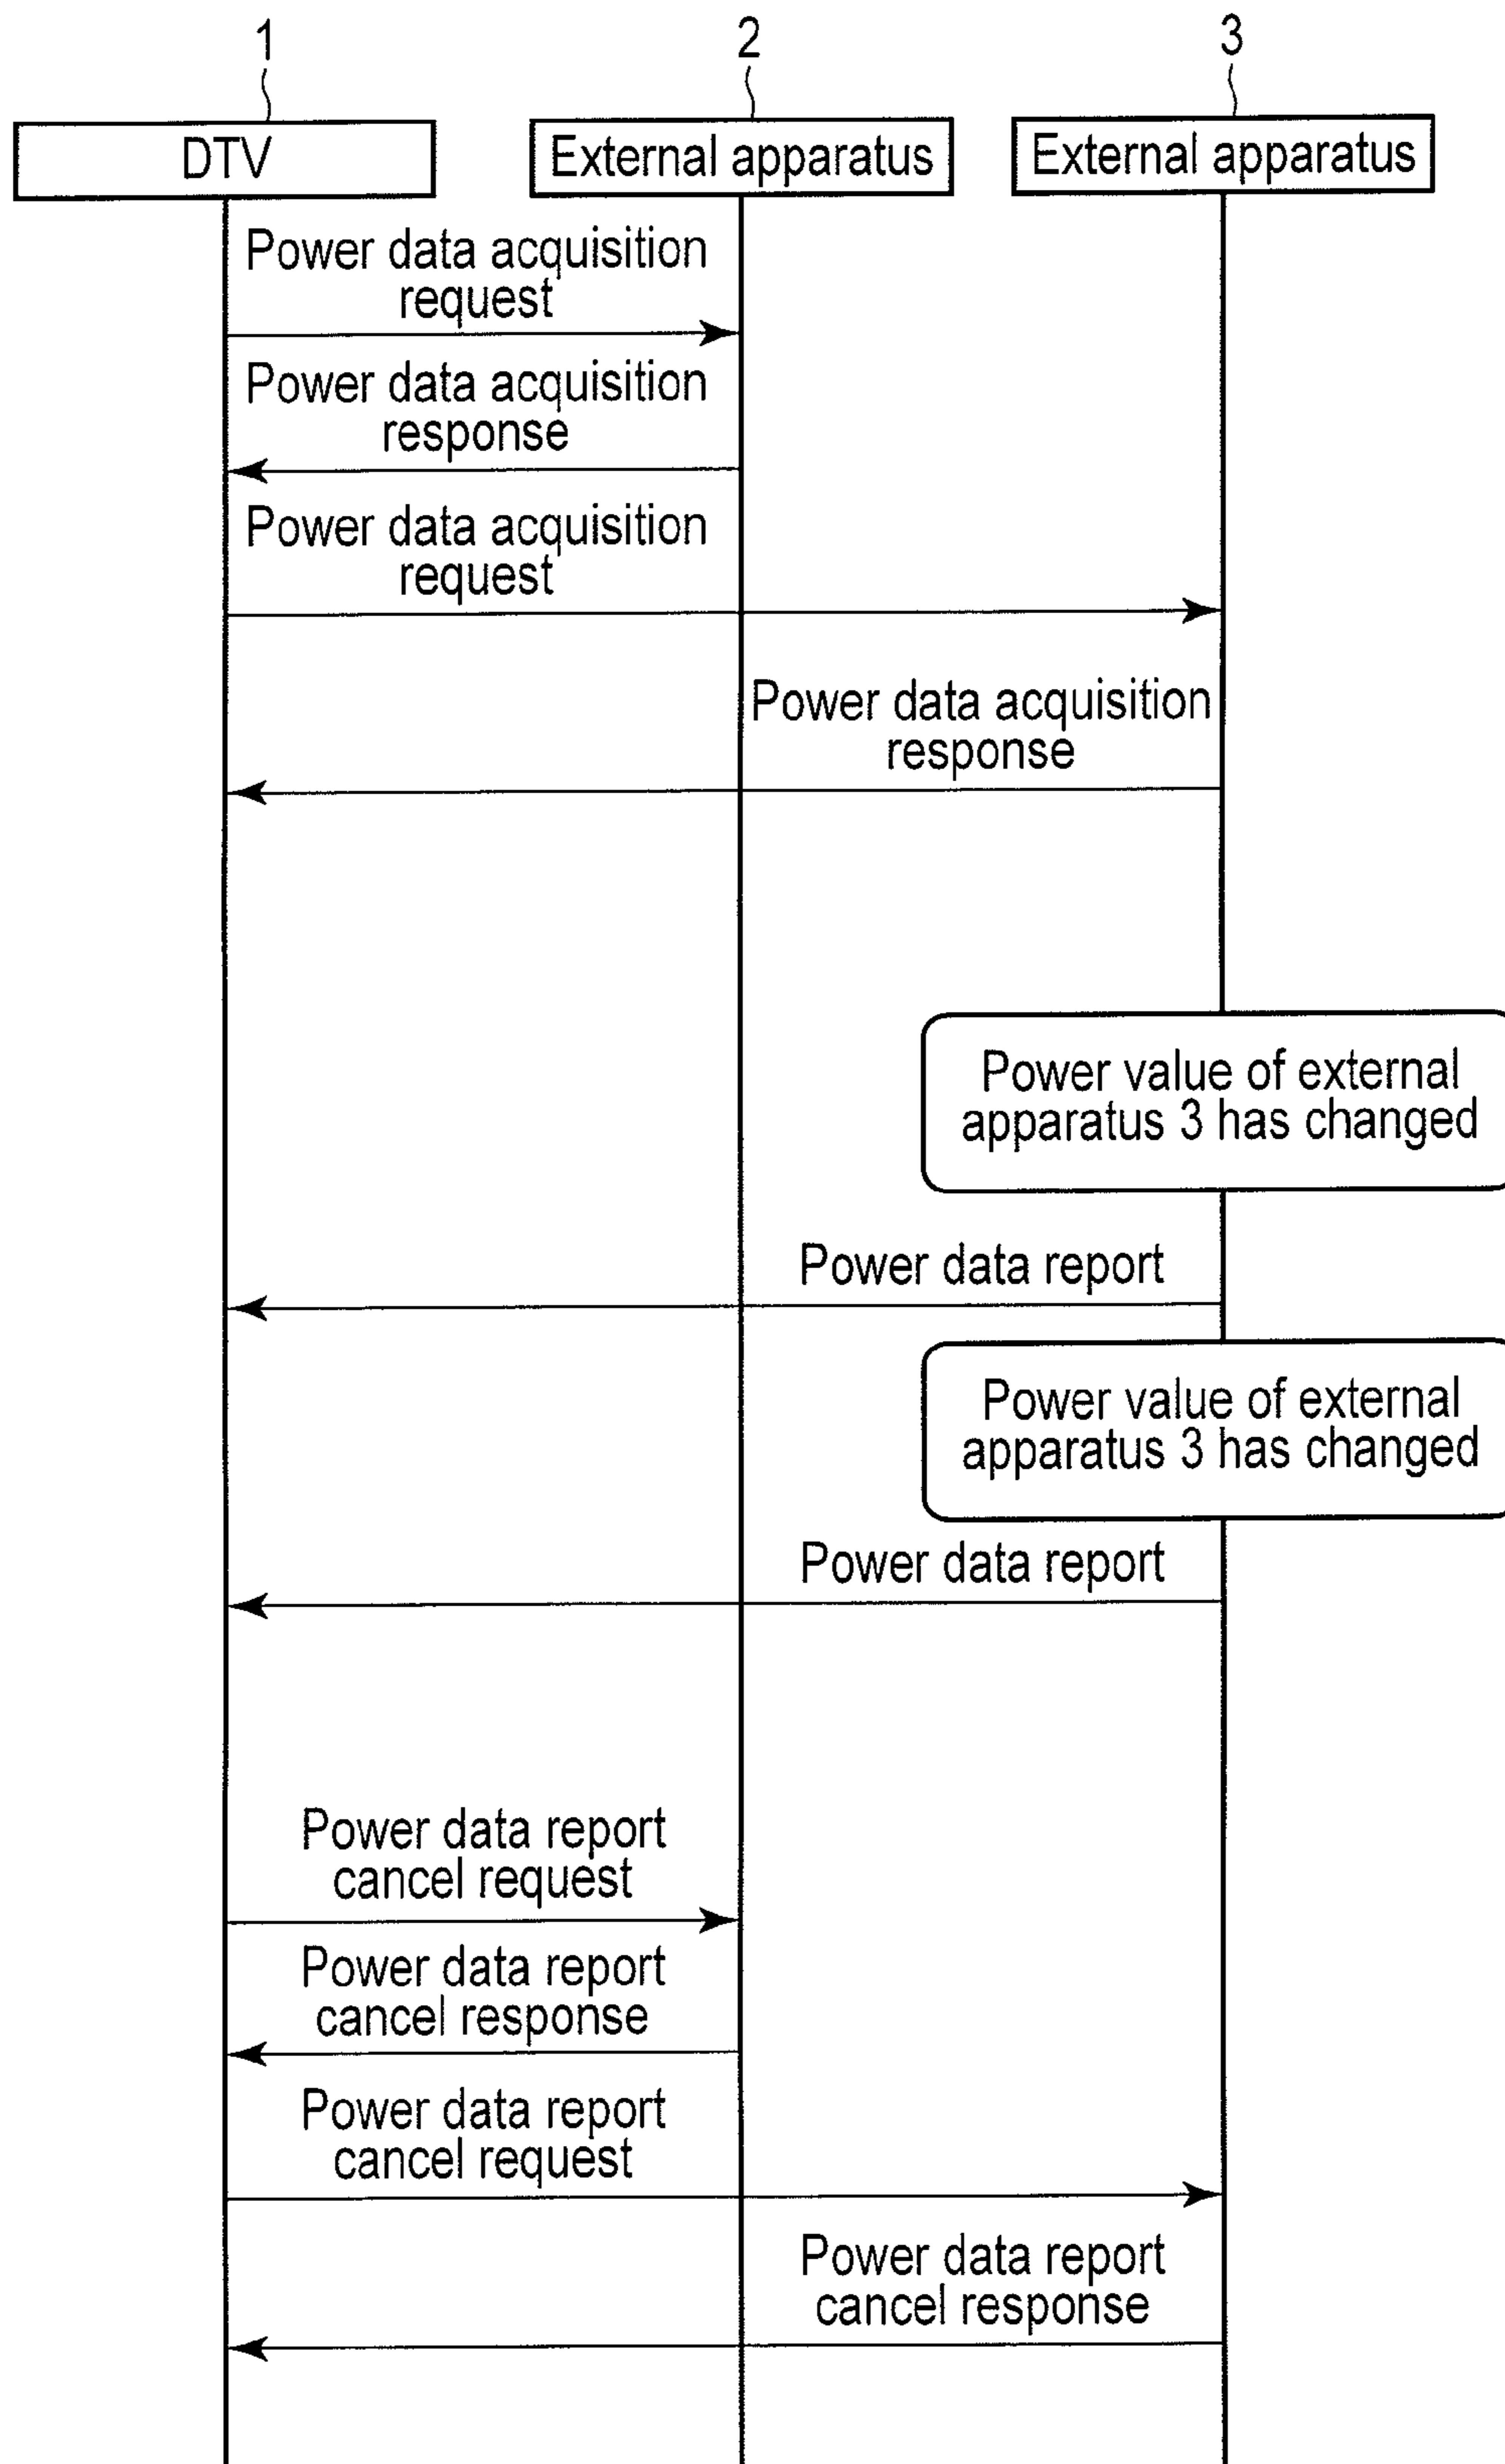 1
2
3
DTV
External apparatus
External apparatus
Power data acquisition
request
Power data acquisition
response
Power data acquisition
request
Power data acquisition
response
Power value of external
apparatus 3 has changed
Power data report
Power value of external
apparatus 3 has changed
Power data report
Power data report
cancel request
Power data report
cancel response
Power data report
cancel request
Power data report
cancel response